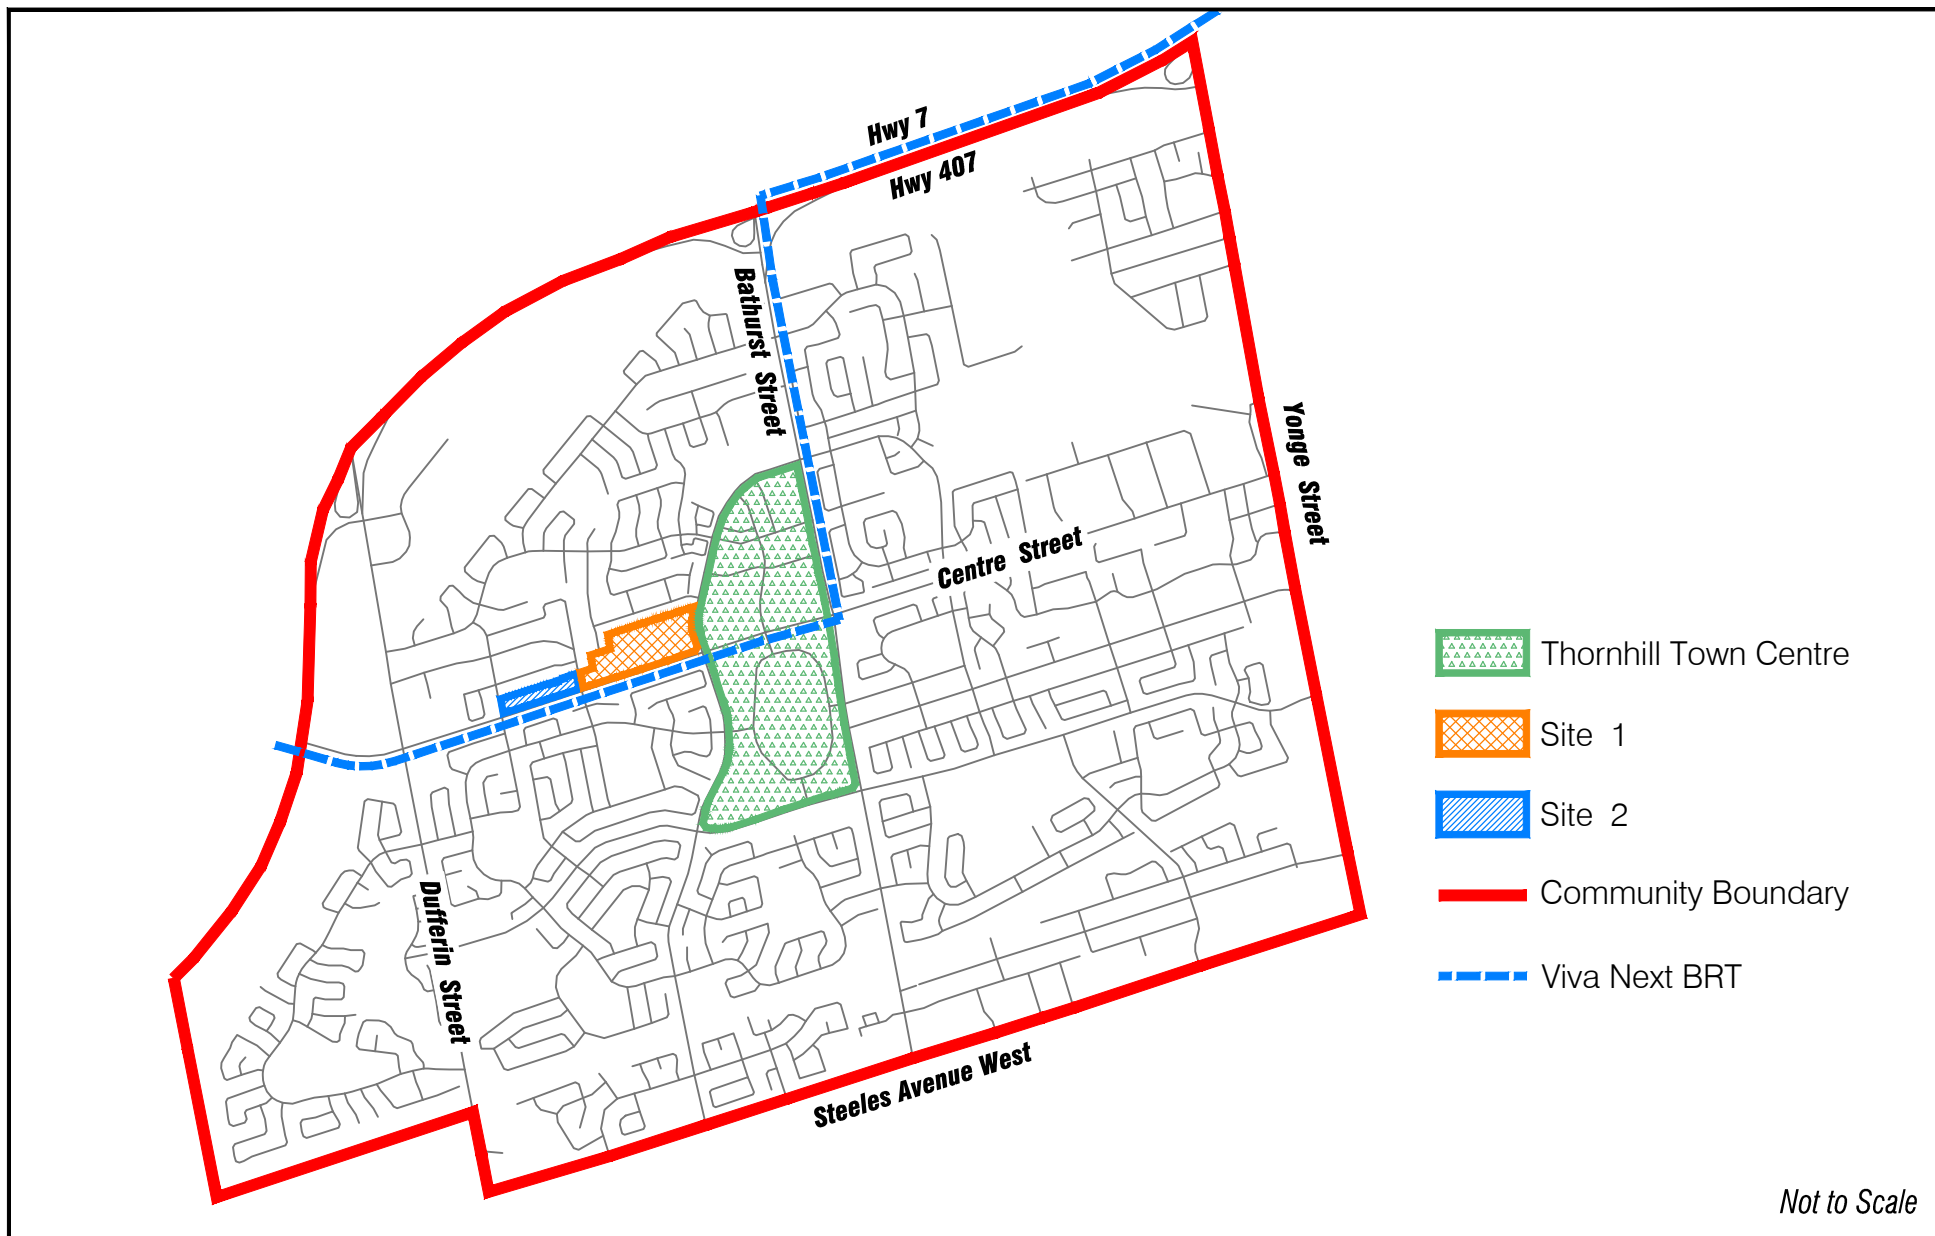 Hwy 7
Hwy 407
Bathurst Street
Yonge Street
Centre Street
Thornhill Town Centre
Site 1
Site 2
Community Boundary
Viva Next BRT
Dufferin Street
Steeles Avenue West
Not to Scale